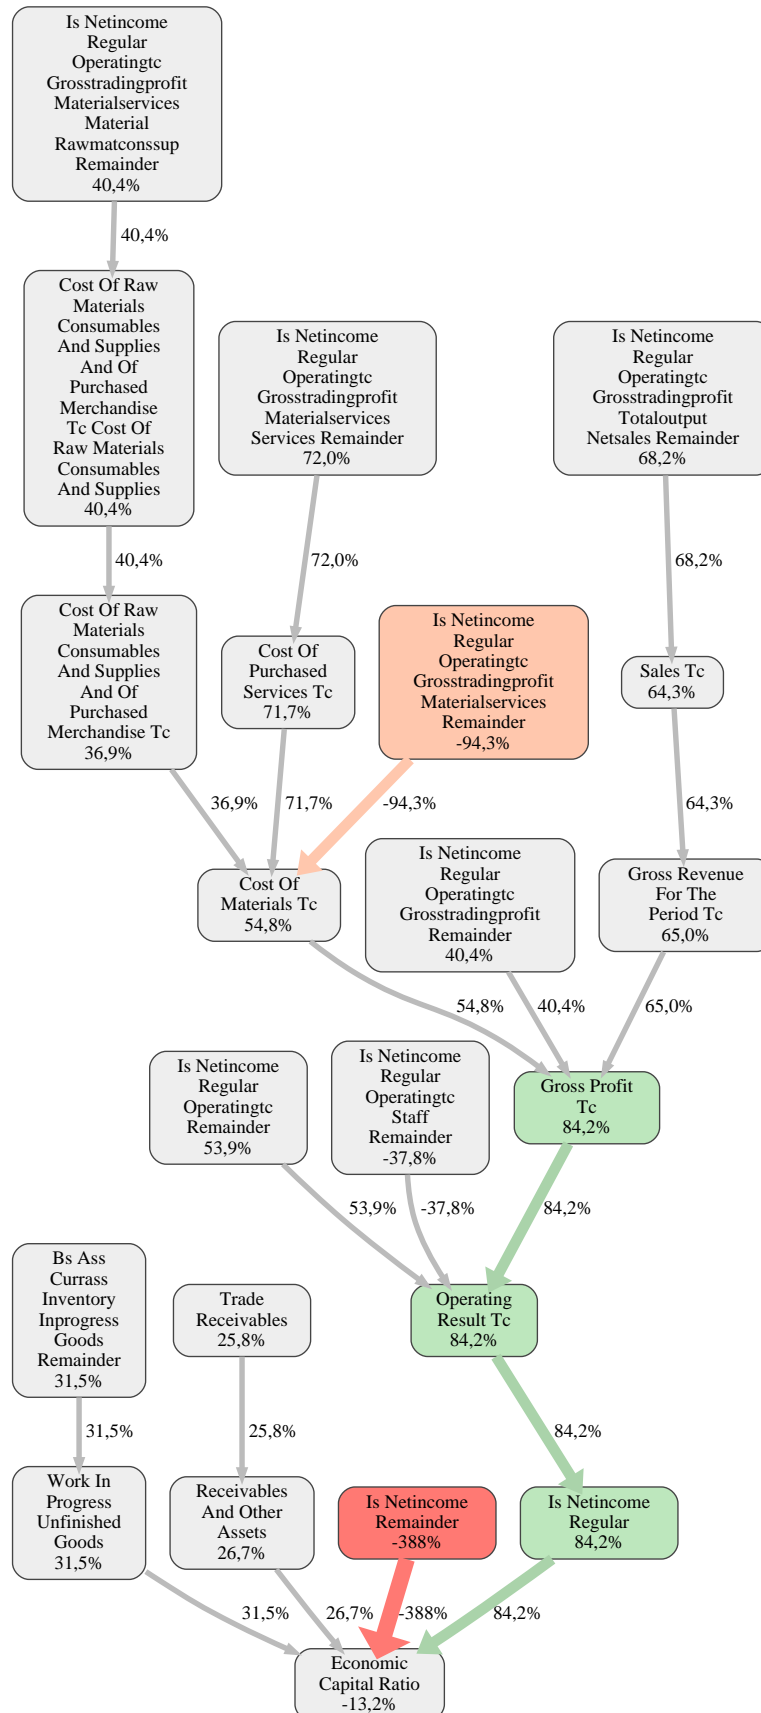 Is Netincome
Regular
Operatingtc
Grosstradingprofit
Materialservices
Material
Rawmatconssup
Remainder
40,4%
40,4%
Cost Of Raw
Materials
Consumables
And Supplies
And Of
Purchased
Merchandise
Tc Cost Of
Raw Materials
Consumables
And Supplies
40,4%
Is Netincome
Regular
Operatingtc
Grosstradingprofit
Materialservices
Services Remainder
72,0%
Is Netincome
Regular
Operatingtc
Grosstradingprofit
Totaloutput
Netsales Remainder
68,2%
40,4%
72,0%
68,2%
Cost Of Raw
Materials
Consumables
And Supplies
And Of
Purchased
Merchandise Tc
36,9%
Cost Of
Purchased
Services Tc
71,7%
Is Netincome
Regular
Operatingtc
Grosstradingprofit
Materialservices
Remainder
-94,3%
Sales Tc
64,3%
36,9%
71,7%
-94,3%
64,3%
Cost Of
Materials Tc
54,8%
Is Netincome
Regular
Operatingtc
Grosstradingprofit
Remainder
40,4%
Gross Revenue
For The
Period Tc
65,0%
54,8%
40,4%
65,0%
Is Netincome
Regular
Operatingtc
Remainder
53,9%
Is Netincome
Regular
Operatingtc
Staff
Remainder
-37,8%
Gross Profit
Tc
84,2%
53,9%
-37,8%
84,2%
Bs Ass
Currass
Inventory
Inprogress
Goods
Remainder
31,5%
Trade
Receivables
25,8%
Operating
Result Tc
84,2%
31,5%
25,8%
84,2%
Work In
Progress
Unfinished
Goods
31,5%
Receivables
And Other
Assets
26,7%
Is Netincome
Remainder
-388%
Is Netincome
Regular
84,2%
31,5%
26,7%
-388%
84,2%
Economic
Capital Ratio
-13,2%